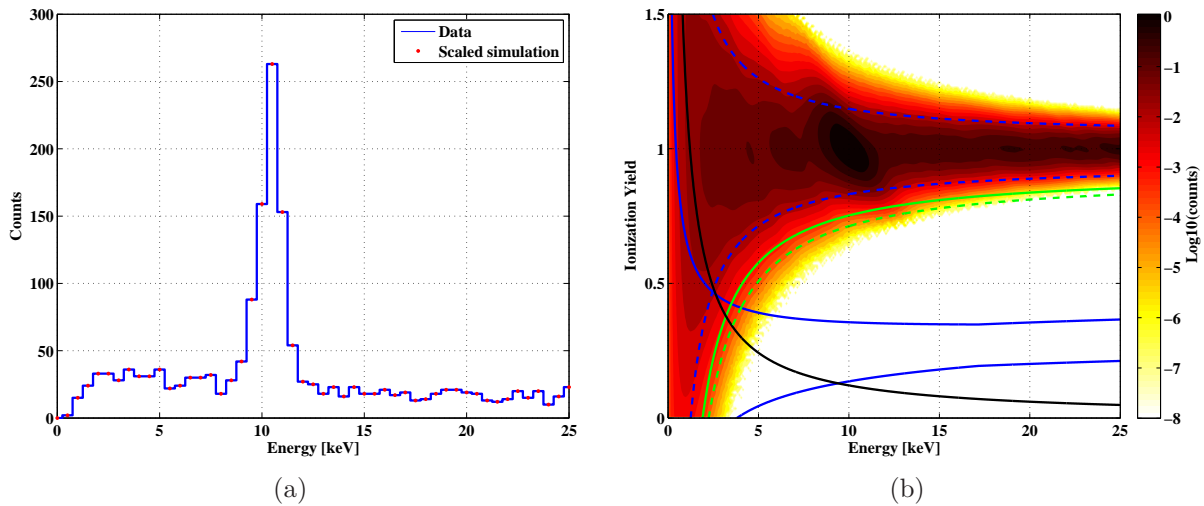 300
250
200
150
100
50
0
Counts
0 5 10 15 20 25
Energy [keV]
Data
Scaled simulation
(a)
1.5
1
0.5
0
Ionization Yield
0 5 10 15 20 25
Energy [keV]
0
−1
−2
−3
−4
−5
−6
−7
−8
Log10(counts)
(b)